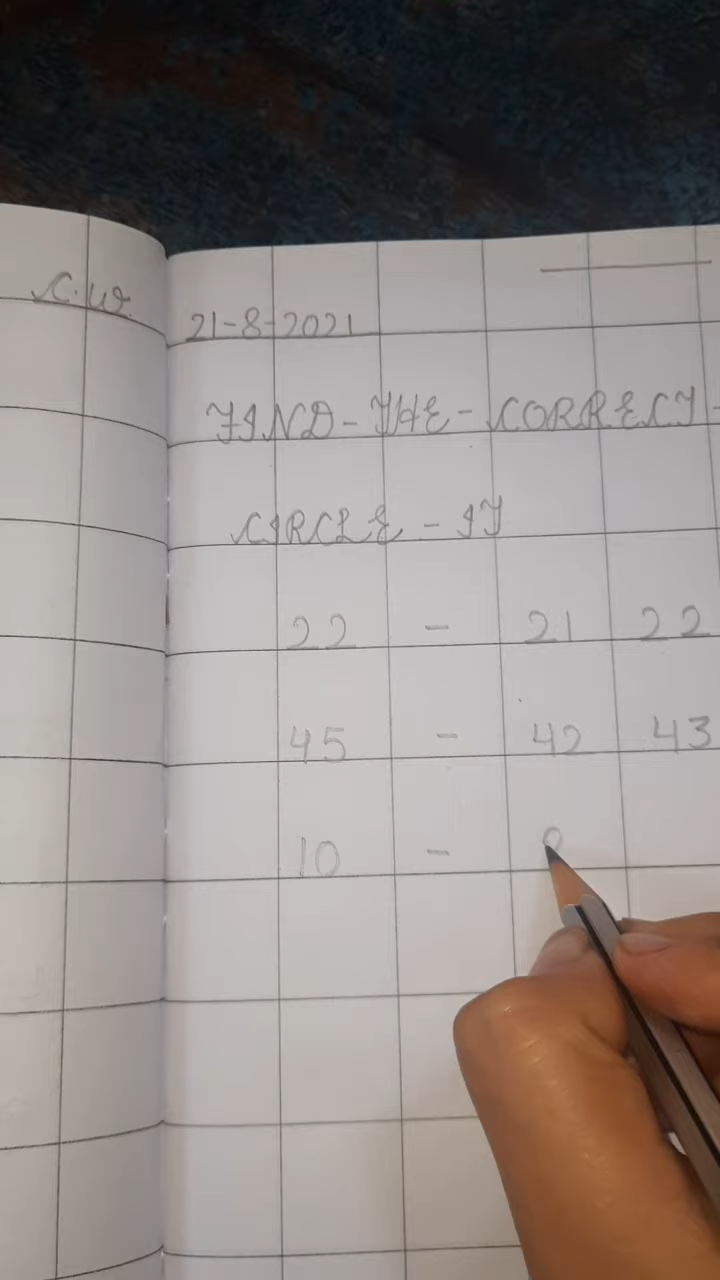 C.W.
21-8-2021
FIND-THE-CORRECT-
CIRCLE-IT
22 - 21 22
45 - 42 43
10 -